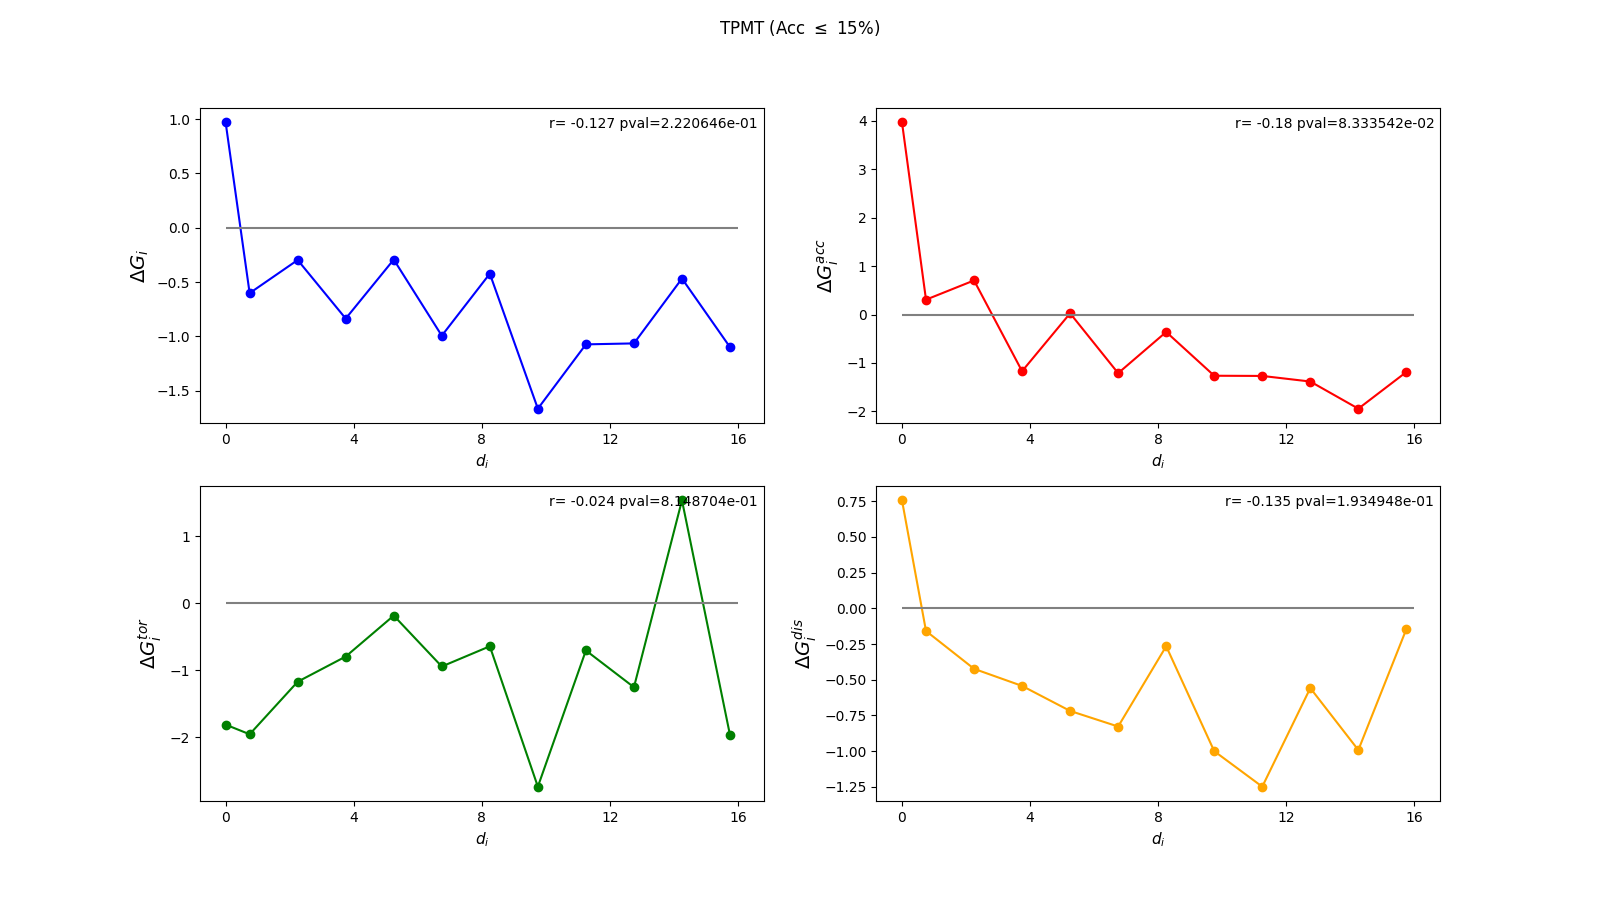 TPMT (Acc ≤ 15%)
r= -0.127 pval=2.220646e-01
1.0
0.5
0.0
−0.5
−1.0
−1.5
ΔG_i
0 4 8 12 16
d_i
r= -0.18 pval=8.333542e-02
4
3
2
1
0
−1
−2
ΔG_i^{acc}
0 4 8 12 16
d_i
r= -0.024 pval=8.148704e-01
1
0
−1
−2
ΔG_i^{tor}
0 4 8 12 16
d_i
r= -0.135 pval=1.934948e-01
0.75
0.50
0.25
0.00
−0.25
−0.50
−0.75
−1.00
−1.25
ΔG_i^{dis}
0 4 8 12 16
d_i